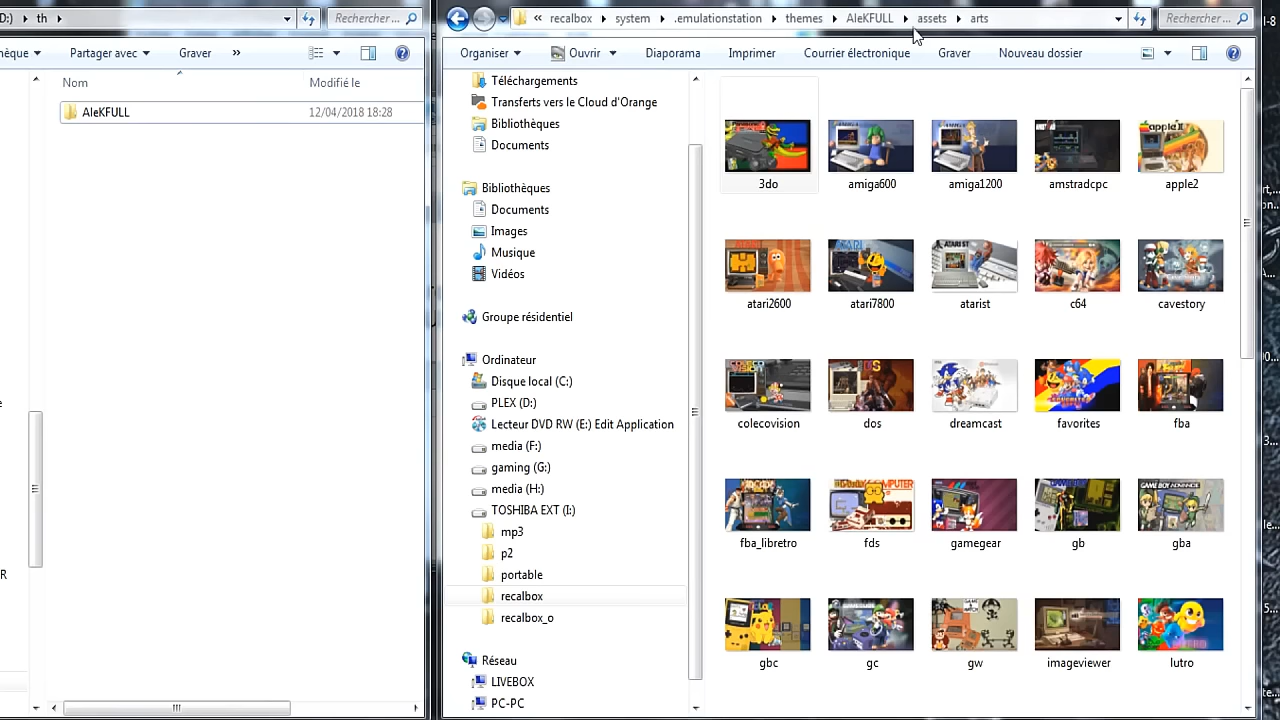 D:) ▸ th ▸
Rechercher ...
hèque
Partager avec
Graver
»
Nom
Modifié le
AleKFULL
12/04/2018 18:28
R
« recalbox ▸ system ▸ .emulationstation ▸ themes ▸ AleKFULL ▸ assets ▸ arts
Rechercher ...
Organiser
Ouvrir
Diaporama
Imprimer
Courrier électronique
Graver
Nouveau dossier
Téléchargements
Transferts vers le Cloud d'Orange
Bibliothèques
Documents
Bibliothèques
Documents
Images
Musique
Vidéos
Groupe résidentiel
Ordinateur
Disque local (C:)
PLEX (D:)
Lecteur DVD RW (E:) Edit Application
media (F:)
gaming (G:)
media (H:)
TOSHIBA EXT (I:)
mp3
p2
portable
recalbox
recalbox_o
Réseau
LIVEBOX
PC-PC
3do
amiga600
amiga1200
amstradcpc
apple2
atari2600
atari7800
atarist
c64
cavestory
colecovision
dos
dreamcast
favorites
fba
fba_libretro
fds
gamegear
gb
gba
gbc
gc
gw
imageviewer
lutro